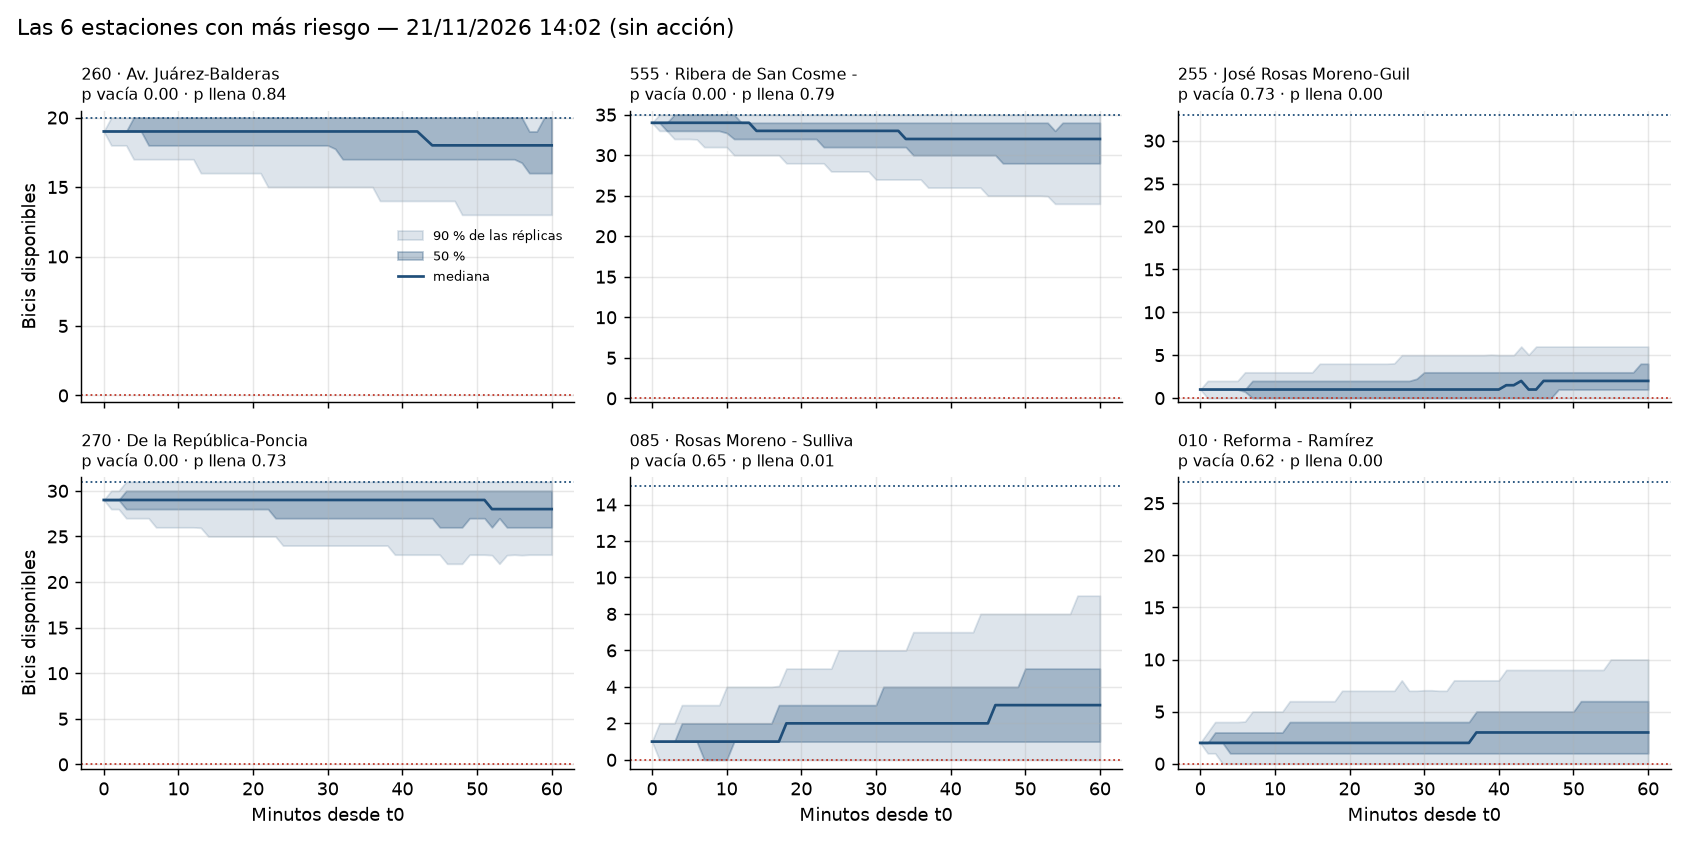 Las 6 estaciones con más riesgo — 21/11/2026 14:02 (sin acción)
260 · Av. Juárez-Balderas
p vacía 0.00 · p llena 0.84
20
15
10
5
0
Bicis disponibles
90 % de las réplicas
50 %
mediana
555 · Ribera de San Cosme -
p vacía 0.00 · p llena 0.79
35
30
25
20
15
10
5
0
255 · José Rosas Moreno-Guil
p vacía 0.73 · p llena 0.00
30
25
20
15
10
5
0
270 · De la República-Poncia
p vacía 0.00 · p llena 0.73
30
25
20
15
10
5
0
Bicis disponibles
0 10 20 30 40 50 60
Minutos desde t0
085 · Rosas Moreno - Sulliva
p vacía 0.65 · p llena 0.01
14
12
10
8
6
4
2
0
0 10 20 30 40 50 60
Minutos desde t0
010 · Reforma - Ramírez
p vacía 0.62 · p llena 0.00
25
20
15
10
5
0
0 10 20 30 40 50 60
Minutos desde t0